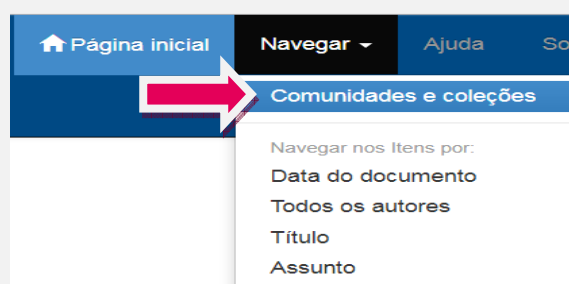 Página inicial Navegar Ajuda
Comunidades e coleções
Navegar nos Itens por:
Data do documento
Todos os autores
Título
Assunto